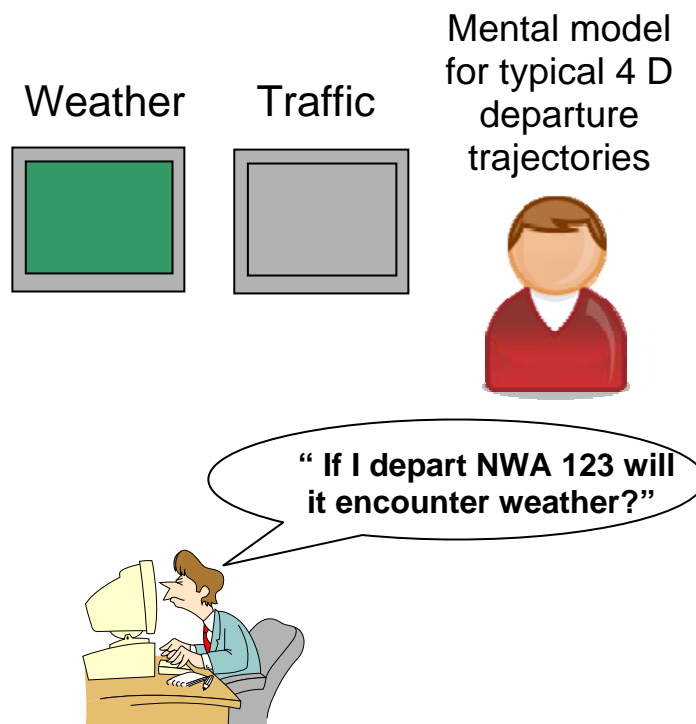 Weather
Traffic
Mental model
for typical 4 D
departure
trajectories
“ If I depart NWA 123 will
it encounter weather?”